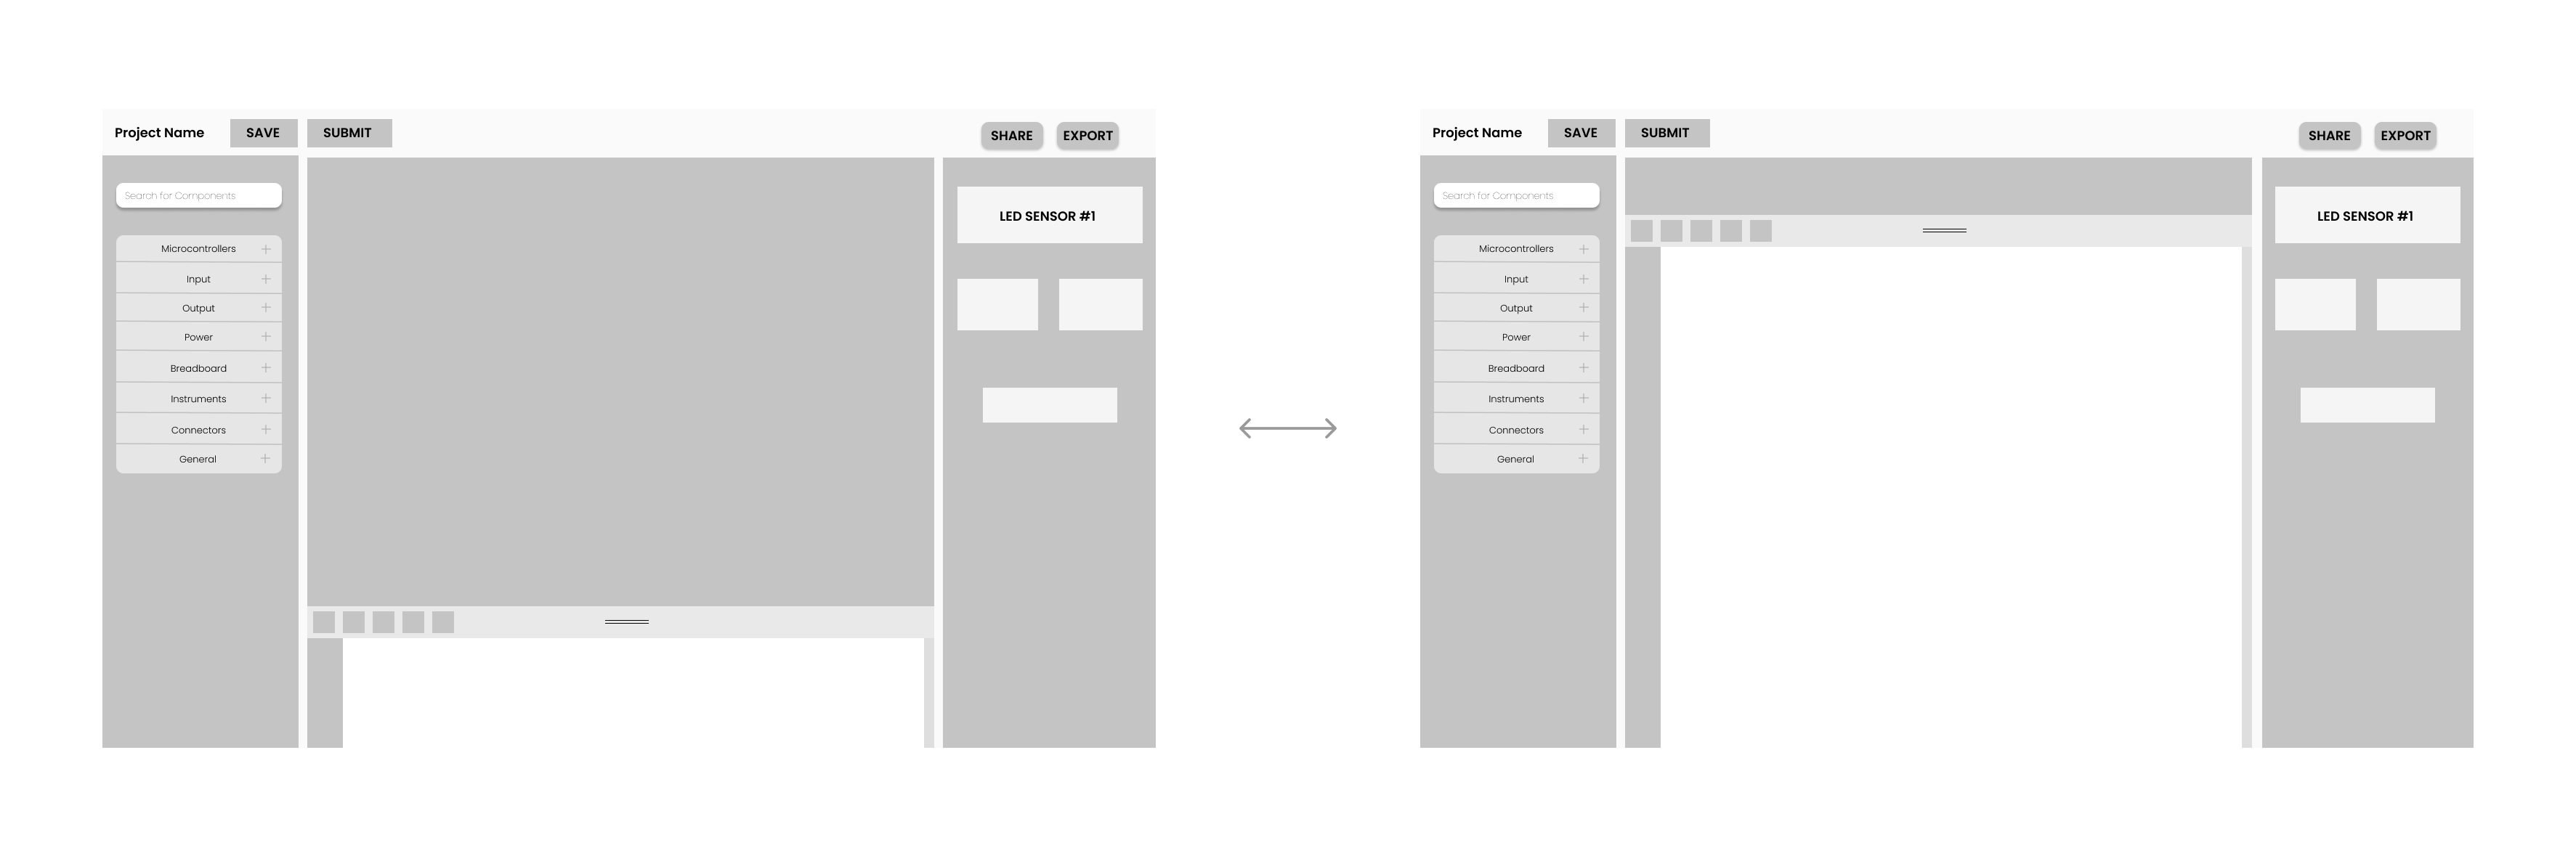 Project Name SAVE SUBMIT SHARE EXPORT
Search for Components
LED SENSOR #1
Microcontrollers
Input
Output
Power
Breadboard
Instruments
Connectors
General
Project Name SAVE SUBMIT SHARE EXPORT
Search for Components
LED SENSOR #1
Microcontrollers
Input
Output
Power
Breadboard
Instruments
Connectors
General